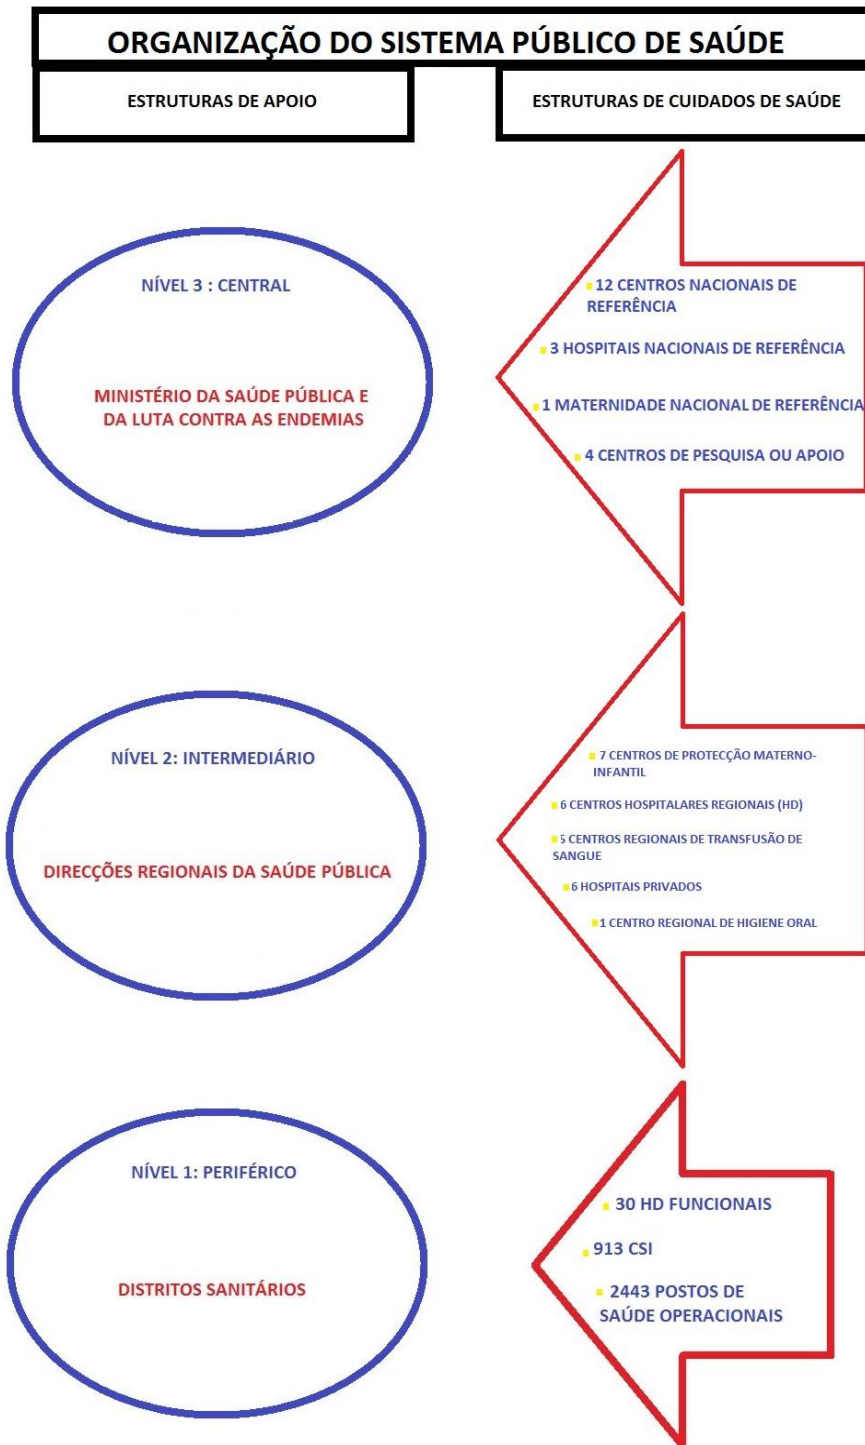 ORGANIZAÇÃO DO SISTEMA PÚBLICO DE SAÚDE
ESTRUTURAS DE APOIO
ESTRUTURAS DE CUIDADOS DE SAÚDE
NÍVEL 3 : CENTRAL
MINISTÉRIO DA SAÚDE PÚBLICA E
DA LUTA CONTRA AS ENDEMIAS
12 CENTROS NACIONAIS DE
REFERÊNCIA
3 HOSPITAIS NACIONAIS DE REFERÊNCIA
1 MATERNIDADE NACIONAL DE REFERÊNCIA
4 CENTROS DE PESQUISA OU APOIO
NÍVEL 2: INTERMEDIÁRIO
DIRECÇÕES REGIONAIS DA SAÚDE PÚBLICA
7 CENTROS DE PROTECÇÃO MATERNO-
INFANTIL
6 CENTROS HOSPITALARES REGIONAIS (HD)
5 CENTROS REGIONAIS DE TRANSFUSÃO DE
SANGUE
6 HOSPITAIS PRIVADOS
1 CENTRO REGIONAL DE HIGIENE ORAL
NÍVEL 1: PERIFÉRICO
DISTRITOS SANITÁRIOS
30 HD FUNCIONAIS
913 CSI
2443 POSTOS DE
SAÚDE OPERACIONAIS